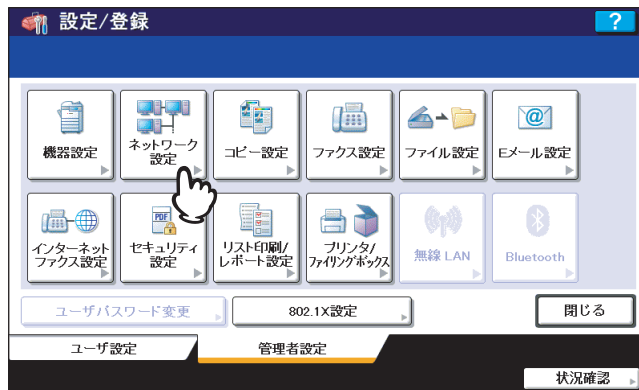 設定/登録
?
機器設定
ネットワーク
設定
コピー設定
ファクス設定
ファイル設定
Eメール設定
インターネット
ファクス設定
PDF
セキュリティ
設定
リスト印刷/
レポート設定
プリンタ/
ファイリングボックス
無線 LAN
Bluetooth
ユーザパスワード変更
802.1X設定
閉じる
ユーザ設定
管理者設定
状況確認